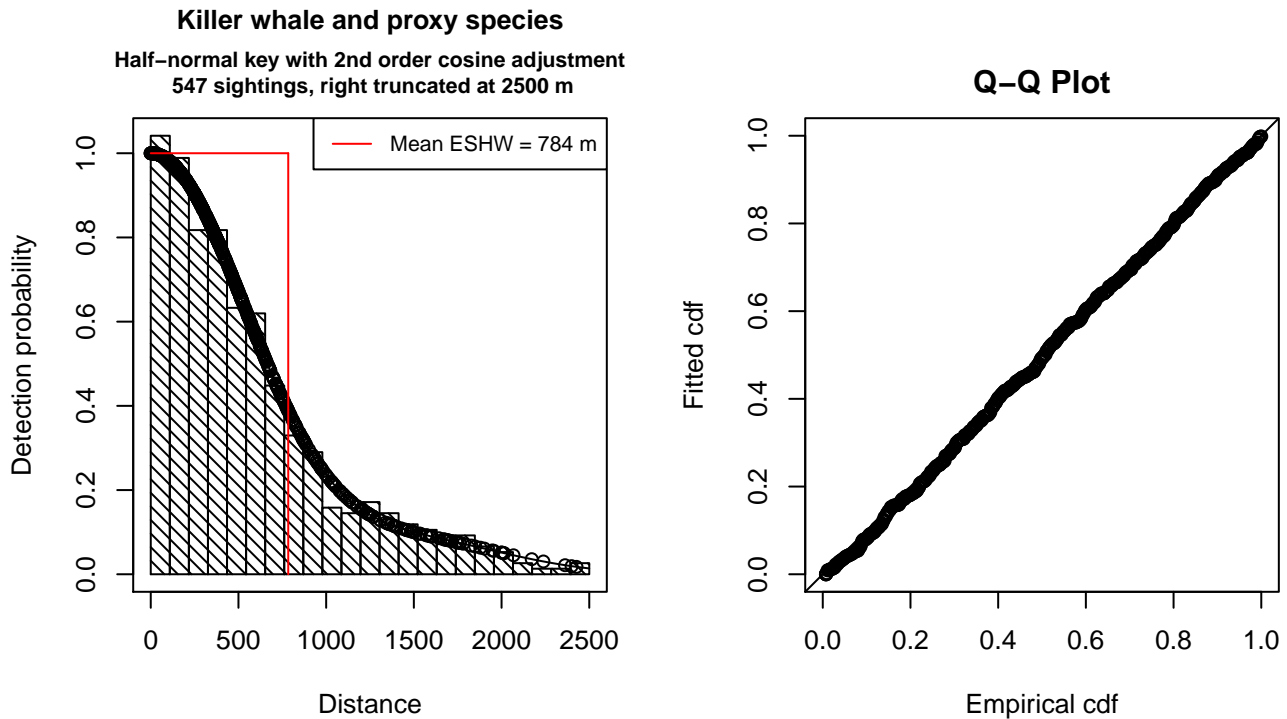 Killer whale and proxy species
Half−normal key with 2nd order cosine adjustment
547 sightings, right truncated at 2500 m
Mean ESHW = 784 m
Detection probability
0.0 0.2 0.4 0.6 0.8 1.0
0 500 1000 1500 2000 2500
Distance
Q−Q Plot
Fitted cdf
0.0 0.2 0.4 0.6 0.8 1.0
0.0 0.2 0.4 0.6 0.8 1.0
Empirical cdf